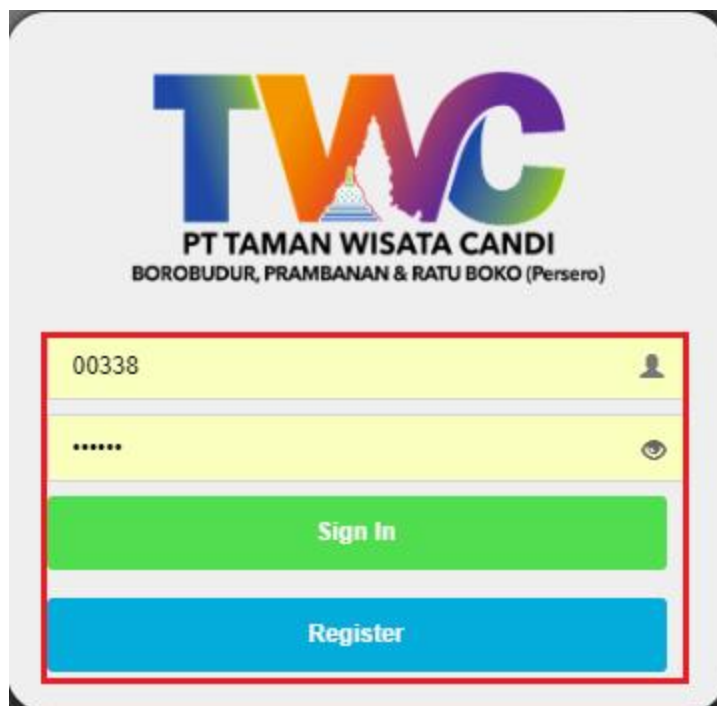 TWC
PT TAMAN WISATA CANDI
BOROBUDUR, PRAMBANAN & RATU BOKO (Persero)
00338
••••••
Sign In
Register